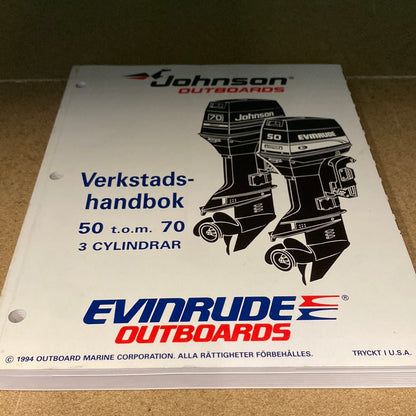 Johnson
OUTBOARDS
70 Johnson
50 EVINRUDE
Verkstads-
handbok
50 t.o.m. 70
3 CYLINDRAR
EVINRUDE®
OUTBOARDS
© 1994 OUTBOARD MARINE CORPORATION. ALLA RÄTTIGHETER FÖRBEHÅLLES. TRYCKT I U.S.A.